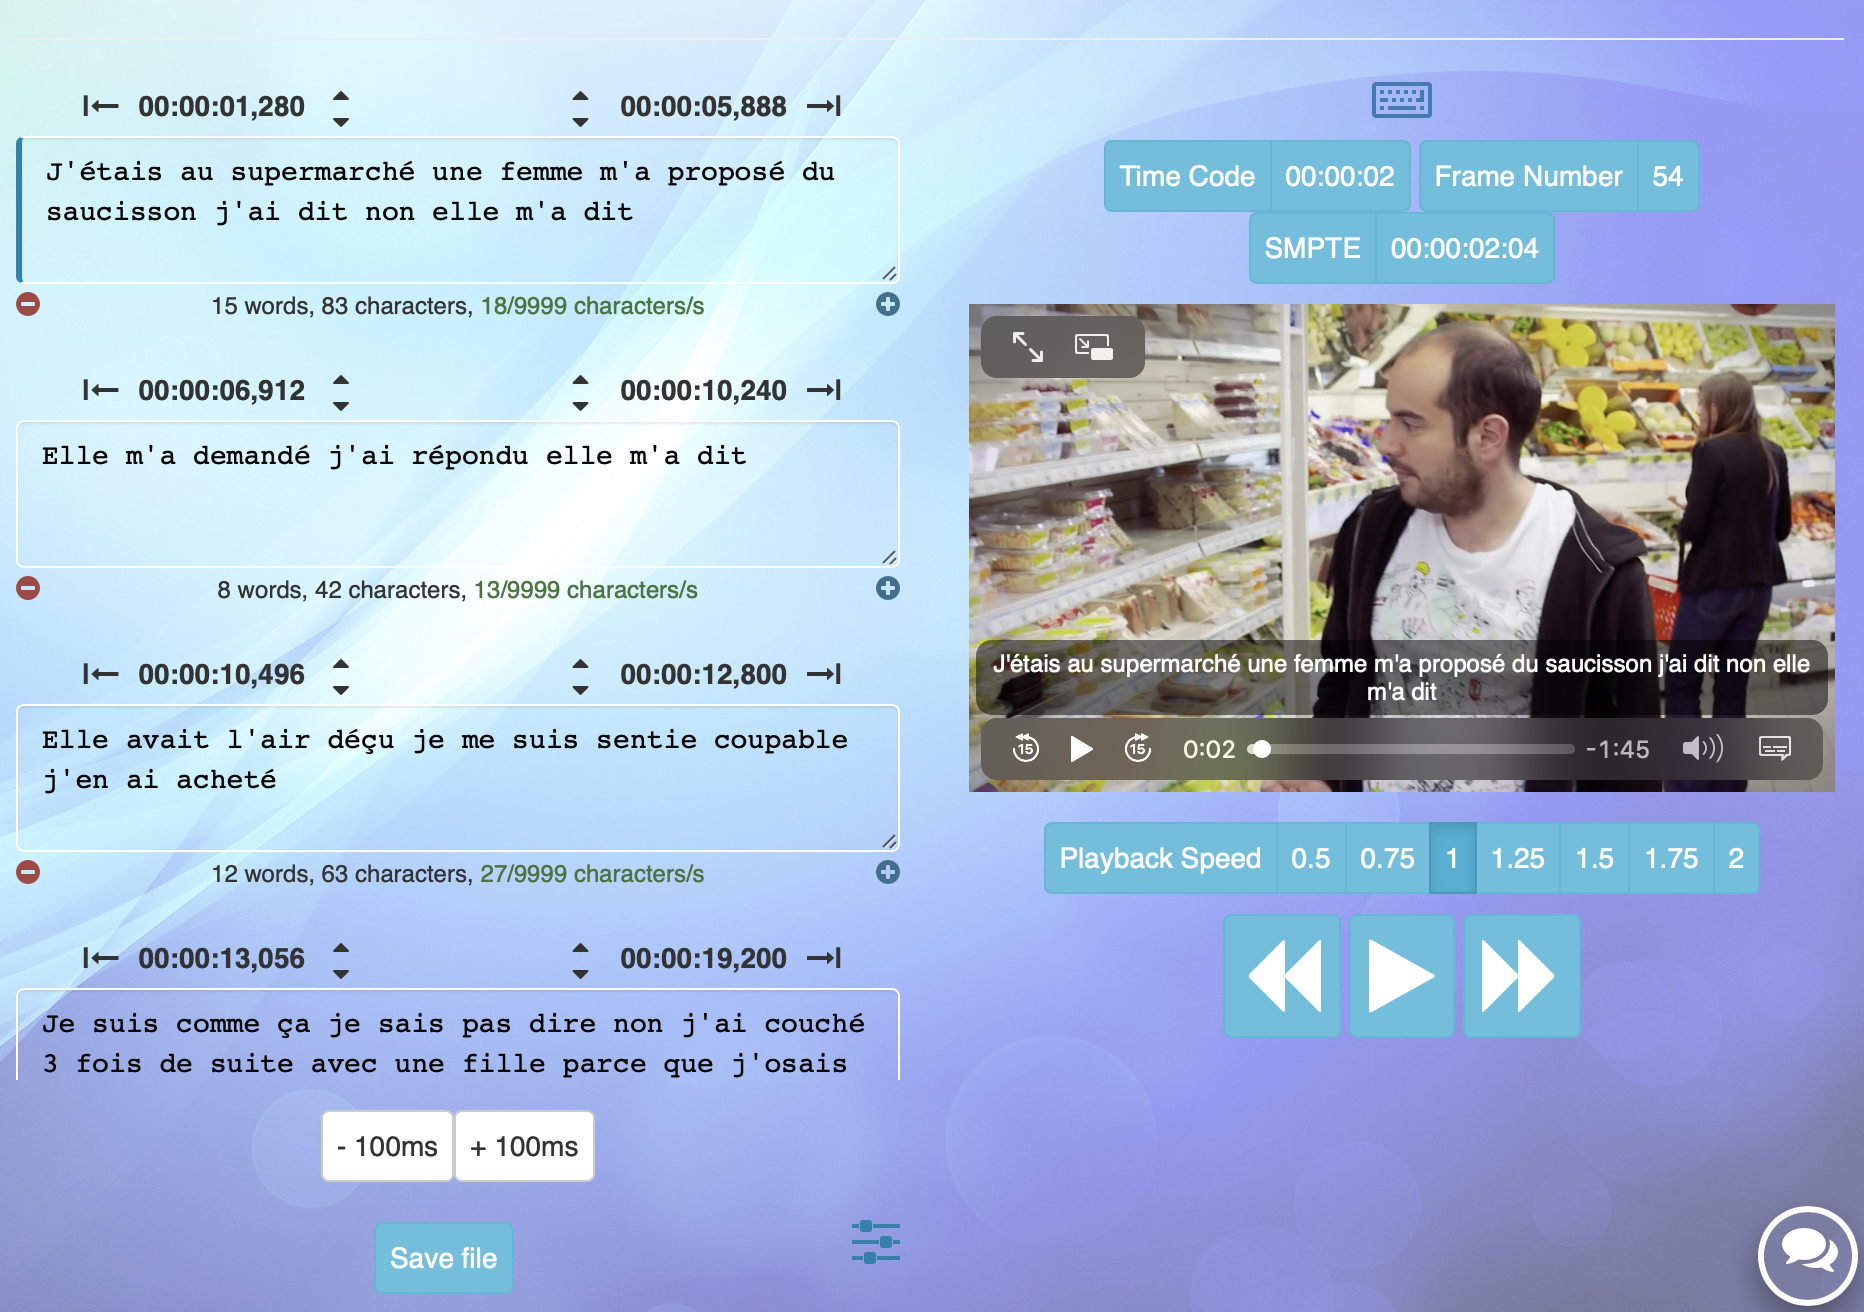 00:00:01,280 00:00:05,888
J'étais au supermarché une femme m'a proposé du
saucisson j'ai dit non elle m'a dit
15 words, 83 characters, 18/9999 characters/s
00:00:06,912 00:00:10,240
Elle m'a demandé j'ai répondu elle m'a dit
8 words, 42 characters, 13/9999 characters/s
00:00:10,496 00:00:12,800
Elle avait l'air déçu je me suis sentie coupable
j'en ai acheté
12 words, 63 characters, 27/9999 characters/s
00:00:13,056 00:00:19,200
Je suis comme ça je sais pas dire non j'ai couché
3 fois de suite avec une fille parce que j'osais
- 100ms + 100ms
Save file
Time Code 00:00:02 Frame Number 54
SMPTE 00:00:02:04
J'étais au supermarché une femme m'a proposé du saucisson j'ai dit non elle
m'a dit
15 15 0:02 -1:45
Playback Speed 0.5 0.75 1 1.25 1.5 1.75 2